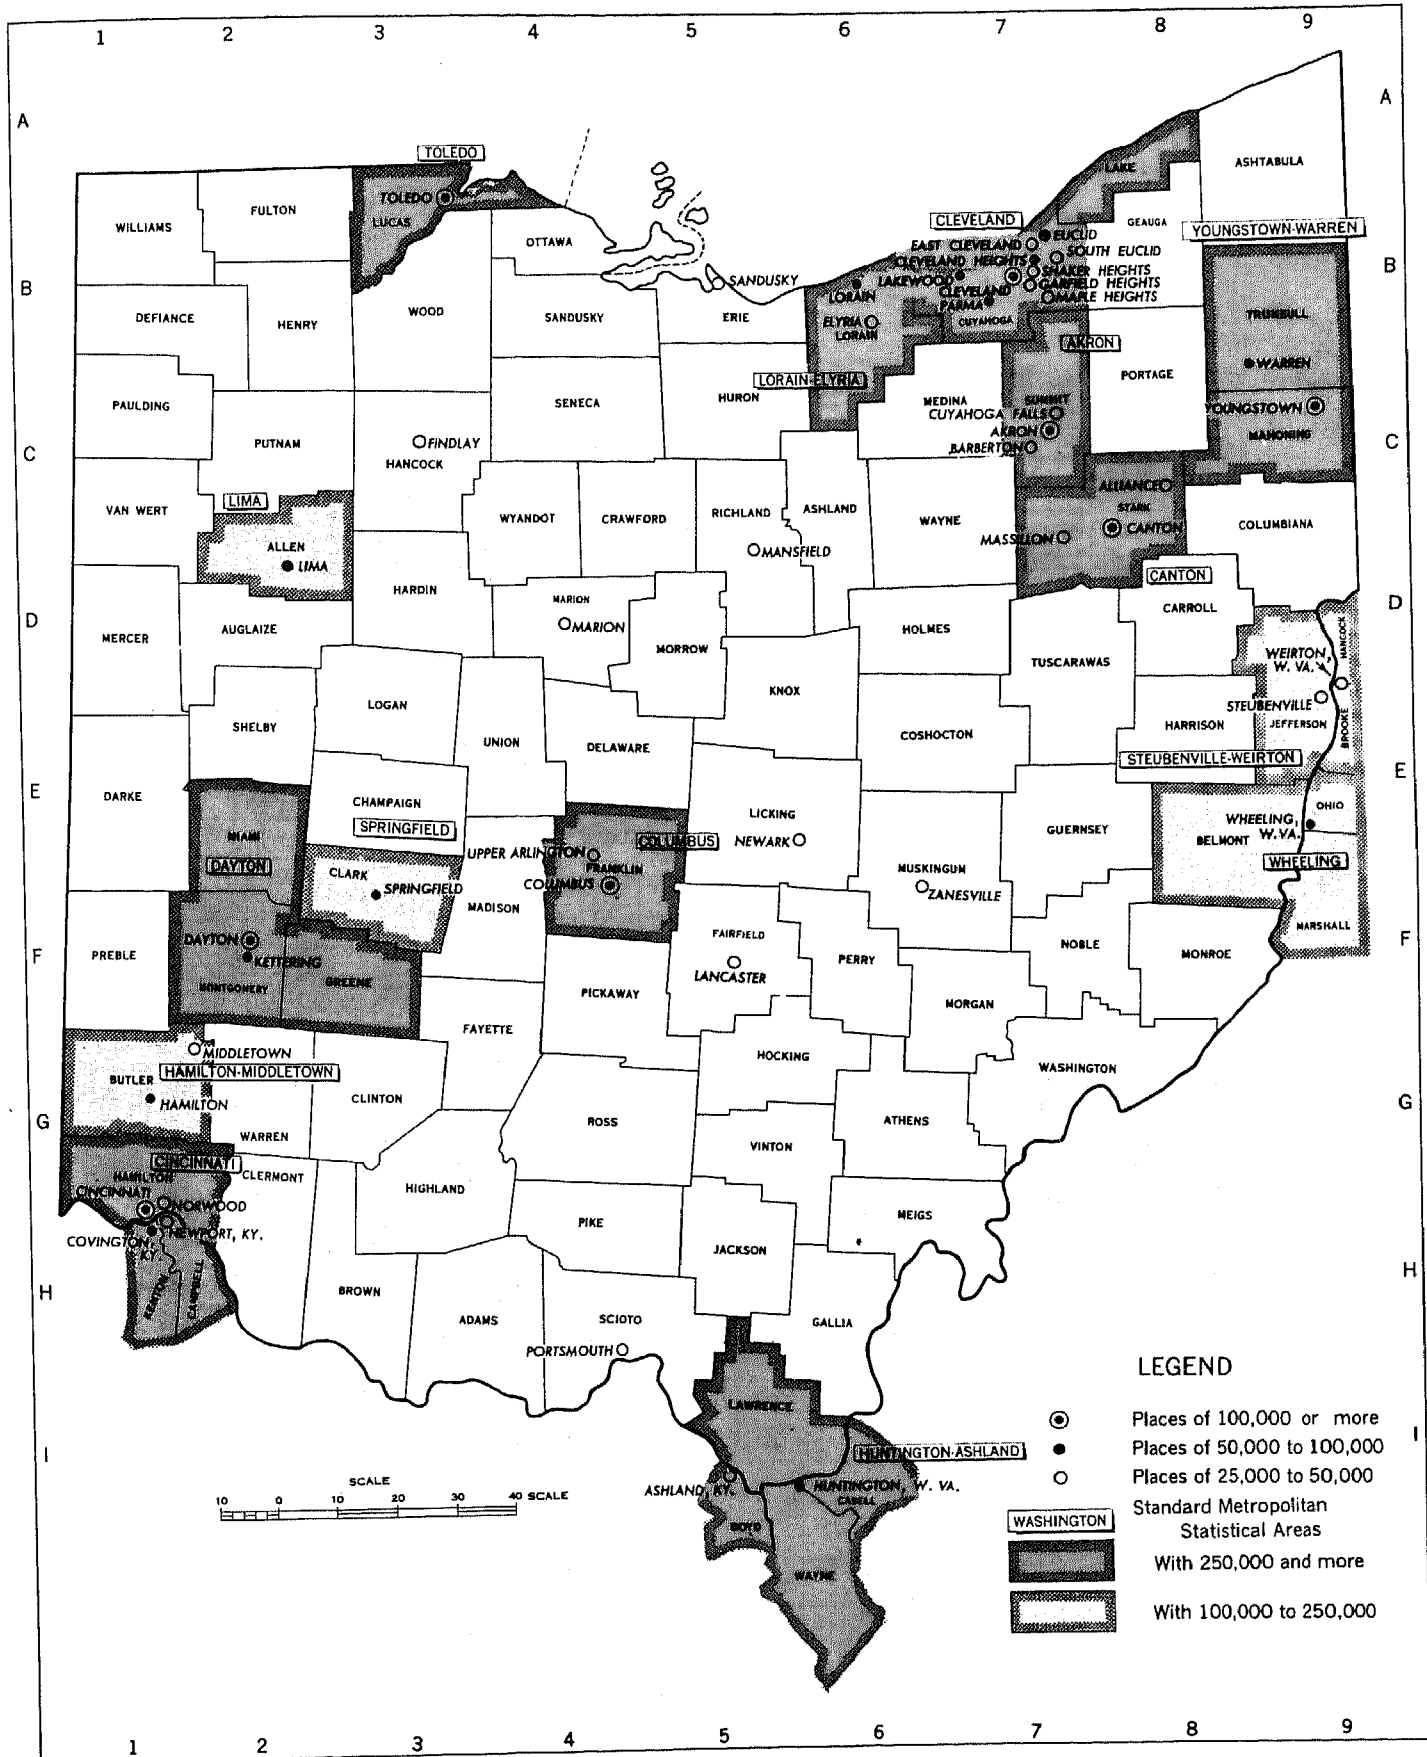 1 2 3 4 5 6 7 8 9
A A
TOLEDO
ASHTABULA
LAKE
TOLEDO
LUCAS
FULTON
WILLIAMS
CLEVELAND
GEAUGA
YOUNGSTOWN-WARREN
EUCLID
EAST CLEVELAND
SOUTH EUCLID
OTTAWA
CLEVELAND HEIGHTS
B B
SHAKER HEIGHTS
LAKEWOOD
SANDUSKY
GARFIELD HEIGHTS
CLEVELAND
LORAIN
MAPLE HEIGHTS
PARMA
WOOD
DEFIANCE
HENRY
SANDUSKY
ERIE
ELYRIA
LORAIN
CUYAHOGA
TRUMBULL
AKRON
WARREN
PORTAGE
LORAIN-ELYRIA
HURON
SENECA
MEDINA
SUMMIT
PAULDING
YOUNGSTOWN
CUYAHOGA FALLS
AKRON
MAHONING
PUTNAM
FINDLAY
C C
BARBERTON
HANCOCK
ALLIANCE
LIMA
VAN WERT
WYANDOT
CRAWFORD
RICHLAND
ASHLAND
WAYNE
STARK
COLUMBIANA
CANTON
MASSILLON
ALLEN
MANSFIELD
LIMA
CANTON
HARDIN
MARION
CARROLL
D D
AUGLAIZE
MARION
HOLMES
MERCER
HANCOCK
MORROW
WEIRTON,
W. VA.
TUSCARAWAS
KNOX
LOGAN
STEUBENVILLE
SHELBY
HARRISON
JEFFERSON
BROOKE
UNION
DELAWARE
COSHOCTON
STEUBENVILLE-WEIRTON
E E
DARKE
CHAMPAIGN
OHIO
LICKING
SPRINGFIELD
WHEELING,
W.VA.
GUERNSEY
MIAMI
COLUMBUS
NEWARK
BELMONT
UPPER ARLINGTON
DAYTON
FRANKLIN
MUSKINGUM
WHEELING
CLARK
SPRINGFIELD
COLUMBUS
ZANESVILLE
MADISON
MARSHALL
DAYTON
FAIRFIELD
NOBLE
F F
PREBLE
KETTERING
PERRY
MONROE
LANCASTER
MONTGOMERY
GREENE
PICKAWAY
MORGAN
FAYETTE
MIDDLETOWN
HOCKING
HAMILTON-MIDDLETOWN
WASHINGTON
BUTLER
HAMILTON
CLINTON
G G
ROSS
ATHENS
WARREN
VINTON
CINCINNATI
HAMILTON
CLERMONT
HIGHLAND
CINCINNATI
NORWOOD
MEIGS
PIKE
NEWPORT, KY.
COVINGTON,
KY.
JACKSON
H H
KENTON
CAMPBELL
BROWN
ADAMS
SCIOTO
GALLIA
PORTSMOUTH
LEGEND
LAWRENCE
Places of 100,000 or more
I I
HUNTINGTON-ASHLAND
Places of 50,000 to 100,000
Places of 25,000 to 50,000
SCALE
ASHLAND, KY.
HUNTINGTON, W. VA.
CABELL
10 0 10 20 30 40 SCALE
BOYD
WASHINGTON
Standard Metropolitan
Statistical Areas
With 250,000 and more
WAYNE
With 100,000 to 250,000
1 2 3 4 5 6 7 8 9